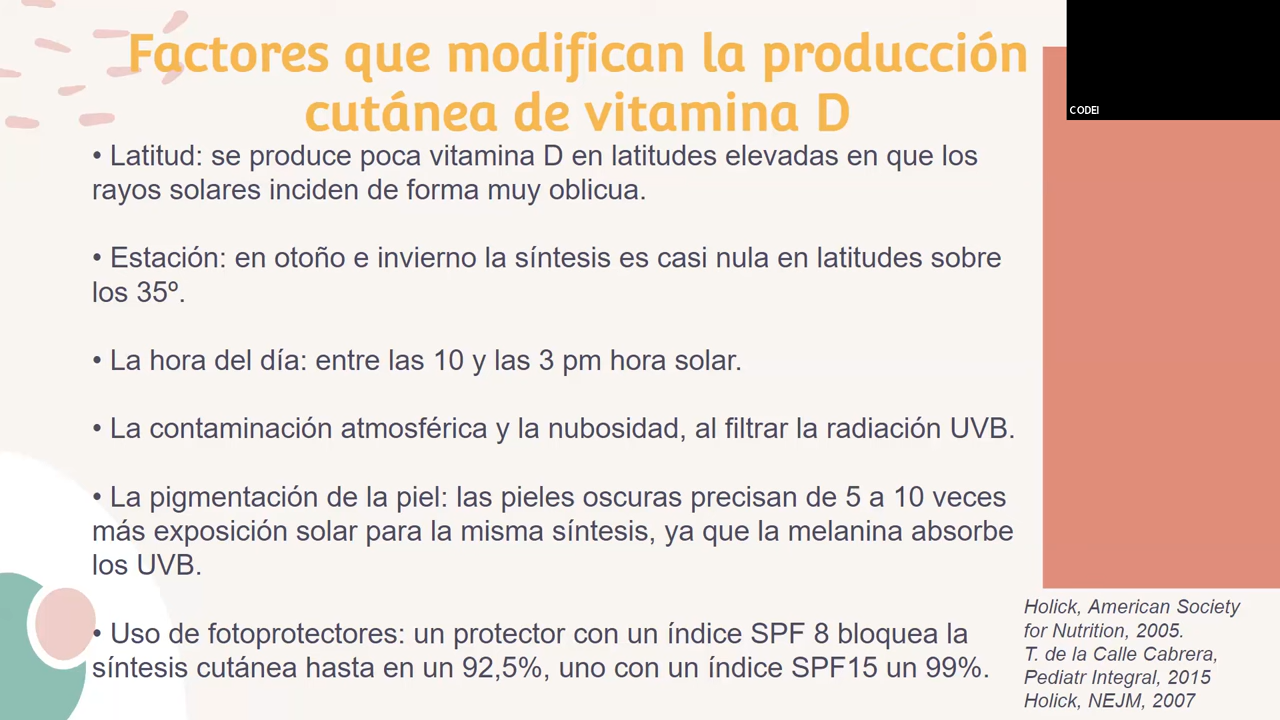 Factores que modifican la producción
cutánea de vitamina D
CODEI
• Latitud: se produce poca vitamina D en latitudes elevadas en que los
rayos solares inciden de forma muy oblicua.
• Estación: en otoño e invierno la síntesis es casi nula en latitudes sobre
los 35º.
• La hora del día: entre las 10 y las 3 pm hora solar.
• La contaminación atmosférica y la nubosidad, al filtrar la radiación UVB.
• La pigmentación de la piel: las pieles oscuras precisan de 5 a 10 veces
más exposición solar para la misma síntesis, ya que la melanina absorbe
los UVB.
• Uso de fotoprotectores: un protector con un índice SPF 8 bloquea la
síntesis cutánea hasta en un 92,5%, uno con un índice SPF15 un 99%.
Holick, American Society
for Nutrition, 2005.
T. de la Calle Cabrera,
Pediatr Integral, 2015
Holick, NEJM, 2007